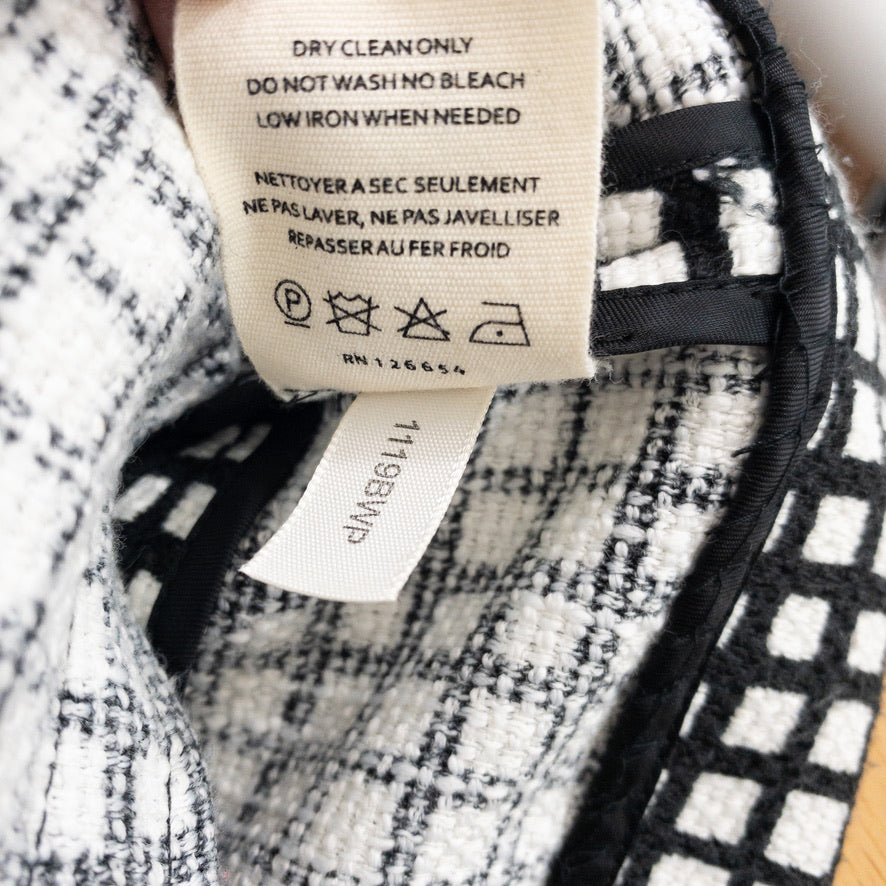 DRY CLEAN ONLY
DO NOT WASH NO BLEACH
LOW IRON WHEN NEEDED
NETTOYER A SEC SEULEMENT
NE PAS LAVER, NE PAS JAVELLISER
REPASSER AU FER FROID
P
RN 126654
1119BWP